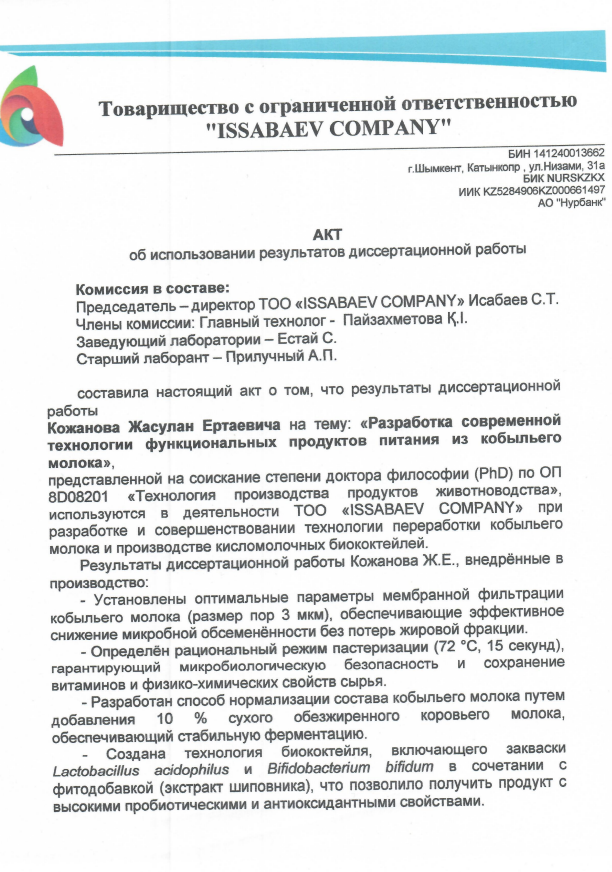 Товарищество с ограниченной ответственностью
"ISSABAEV COMPANY"
БИН 141240013662
г.Шымкент, Катынкопр , ул.Низами, 31а
БИК NURSKZKX
ИИК KZ5284906KZ000661497
АО "Нурбанк"
АКТ
об использовании результатов диссертационной работы
Комиссия в составе:
Председатель – директор ТОО «ISSABAEV COMPANY» Исабаев С.Т.
Члены комиссии: Главный технолог - Пайзахметова Қ.І.
Заведующий лаборатории – Естай С.
Старший лаборант – Прилучный А.П.
составила настоящий акт о том, что результаты диссертационной
работы
Кожанова Жасулан Ертаевича на тему: «Разработка современной
технологии функциональных продуктов питания из кобыльего
молока»,
представленной на соискание степени доктора философии (PhD) по ОП
8D08201 «Технология производства продуктов животноводства»,
используются в деятельности ТОО «ISSABAEV COMPANY» при
разработке и совершенствовании технологии переработки кобыльего
молока и производстве кисломолочных биококтейлей.
Результаты диссертационной работы Кожанова Ж.Е., внедрённые в
производство:
- Установлены оптимальные параметры мембранной фильтрации
кобыльего молока (размер пор 3 мкм), обеспечивающие эффективное
снижение микробной обсеменённости без потерь жировой фракции.
- Определён рациональный режим пастеризации (72 °C, 15 секунд),
гарантирующий микробиологическую безопасность и сохранение
витаминов и физико-химических свойств сырья.
- Разработан способ нормализации состава кобыльего молока путем
добавления 10 % сухого обезжиренного коровьего молока,
обеспечивающий стабильную ферментацию.
- Создана технология биококтейля, включающего закваски
Lactobacillus acidophilus и Bifidobacterium bifidum в сочетании с
фитодобавкой (экстракт шиповника), что позволило получить продукт с
высокими пробиотическими и антиоксидантными свойствами.